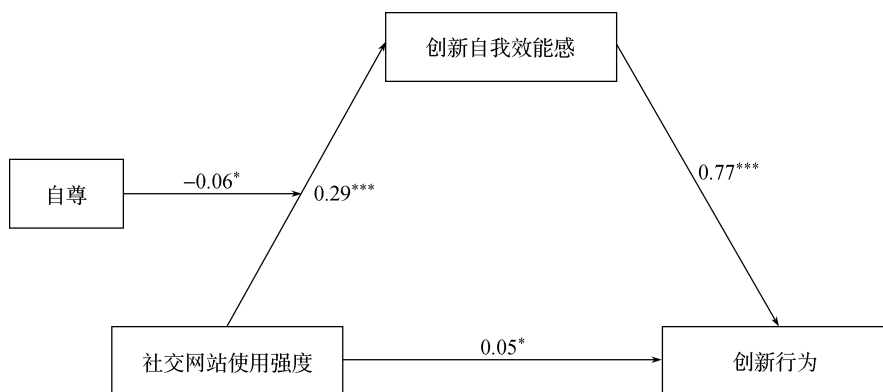 创新自我效能感
0.77***
自尊
−0.06*
0.29***
社交网站使用强度
0.05*
创新行为